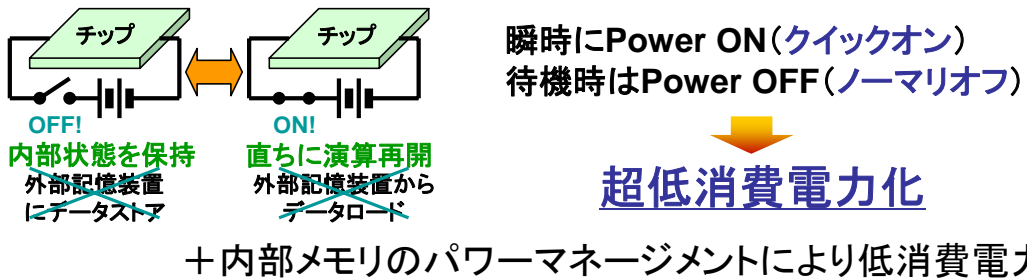 チップ
チップ
OFF!
ON!
内部状態を保持
直ちに演算再開
外部記憶装置
にデータストア
外部記憶装置から
データロード
瞬時にPower ON(クイックオン)
待機時はPower OFF(ノーマリオフ)
超低消費電力化
+内部メモリのパワーマネージメントにより低消費電力